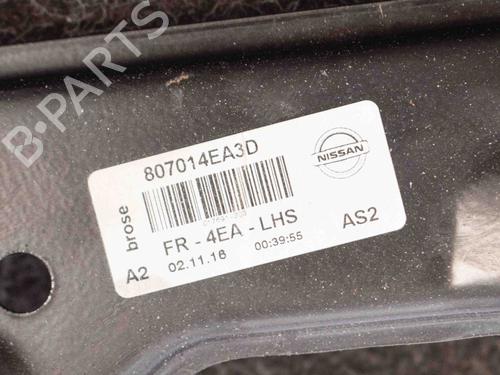 B-PARTS
807014EA3D
NISSAN
brose
FR - 4EA - LHS
AS2
A2
02.11.16
00:39:55